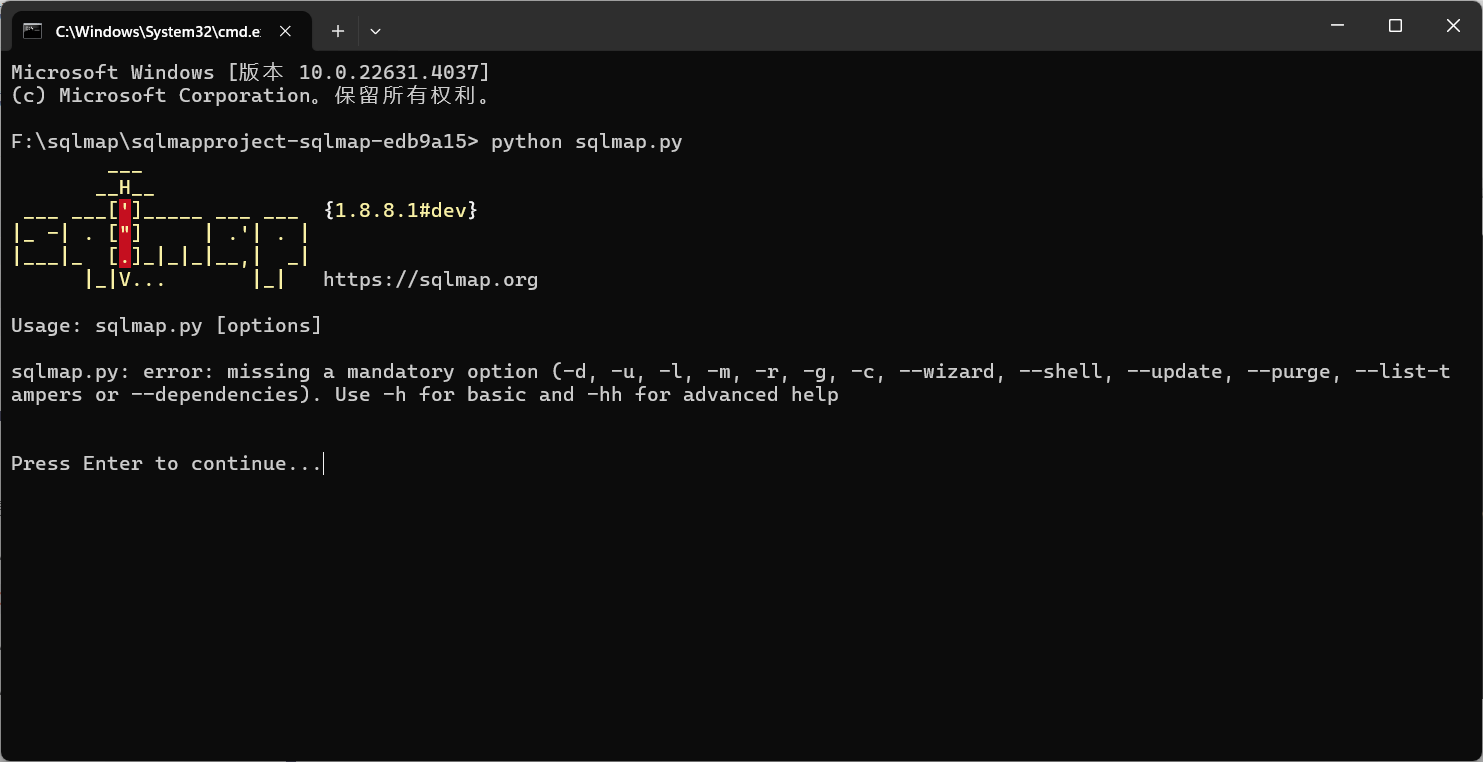 C:\Windows\System32\cmd.e
Microsoft Windows [版本 10.0.22631.4037]
(c) Microsoft Corporation。保留所有权利。
F:\sqlmap\sqlmapproject-sqlmap-edb9a15> python sqlmap.py
        ___
       __H__
 ___ ___[']_____ ___ ___  {1.8.8.1#dev}
|_ -| . ["]     | .'| . |
|___|_  [.]_|_|_|__,|  _|
      |_|V...       |_|   https://sqlmap.org
Usage: sqlmap.py [options]
sqlmap.py: error: missing a mandatory option (-d, -u, -l, -m, -r, -g, -c, --wizard, --shell, --update, --purge, --list-t
ampers or --dependencies). Use -h for basic and -hh for advanced help
Press Enter to continue...